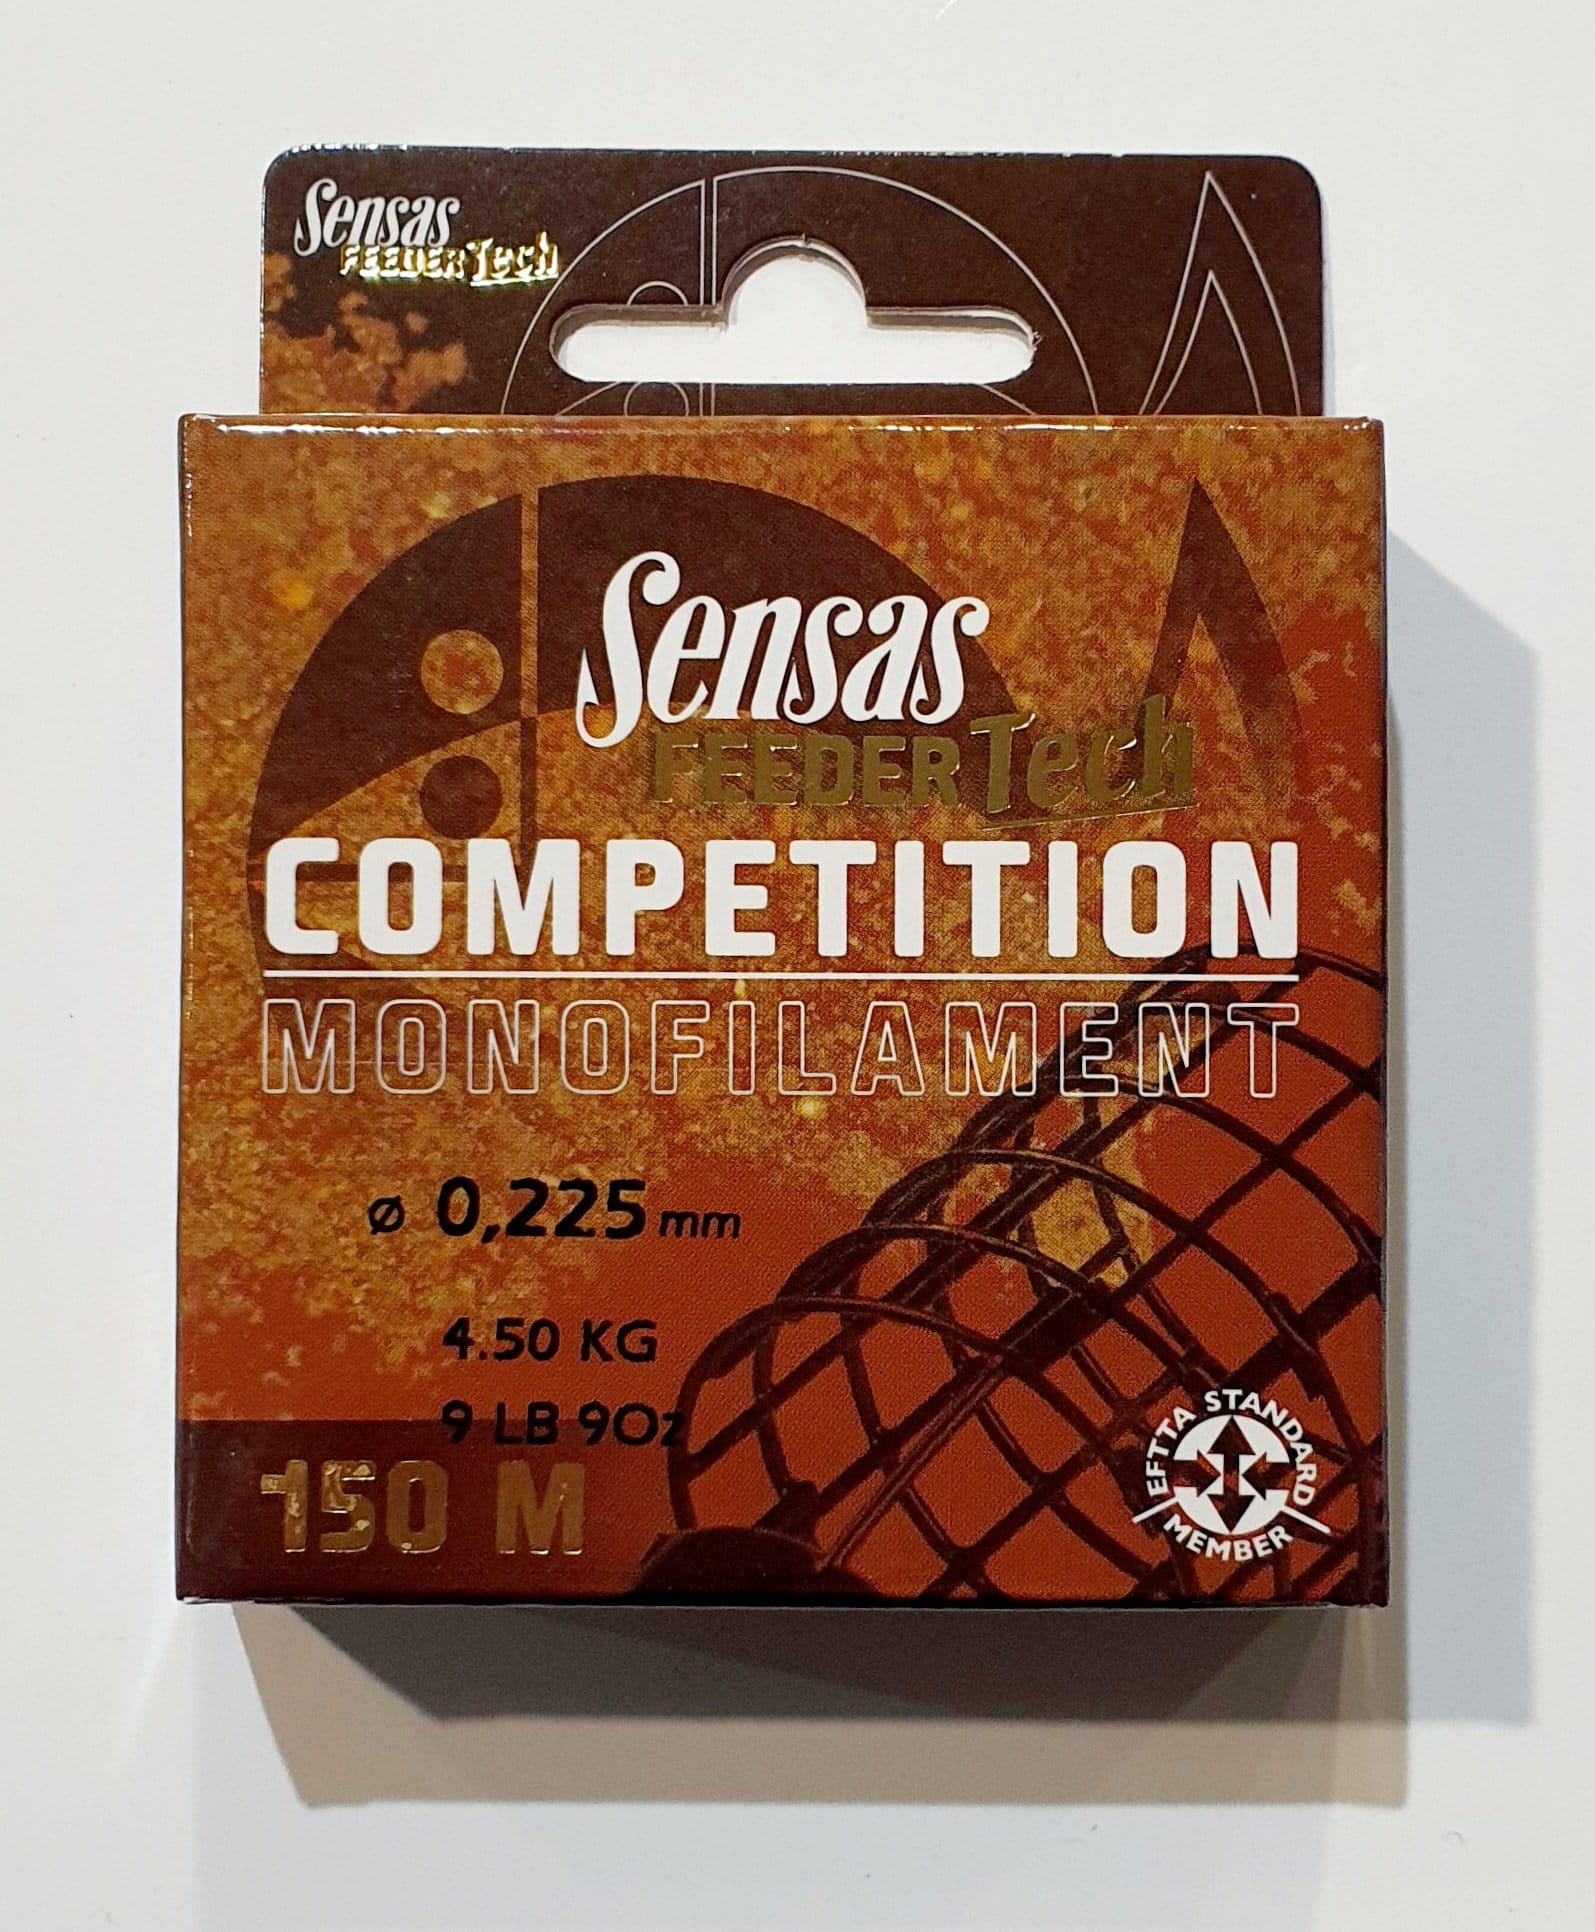 Sensas
FEEDER Tech
Sensas
FEEDER Tech
COMPETITION
MONOFILAMENT
ø 0,225 mm
4.50 KG
9 LB 9Oz
150 M
EFTTA STANDARD
MEMBER